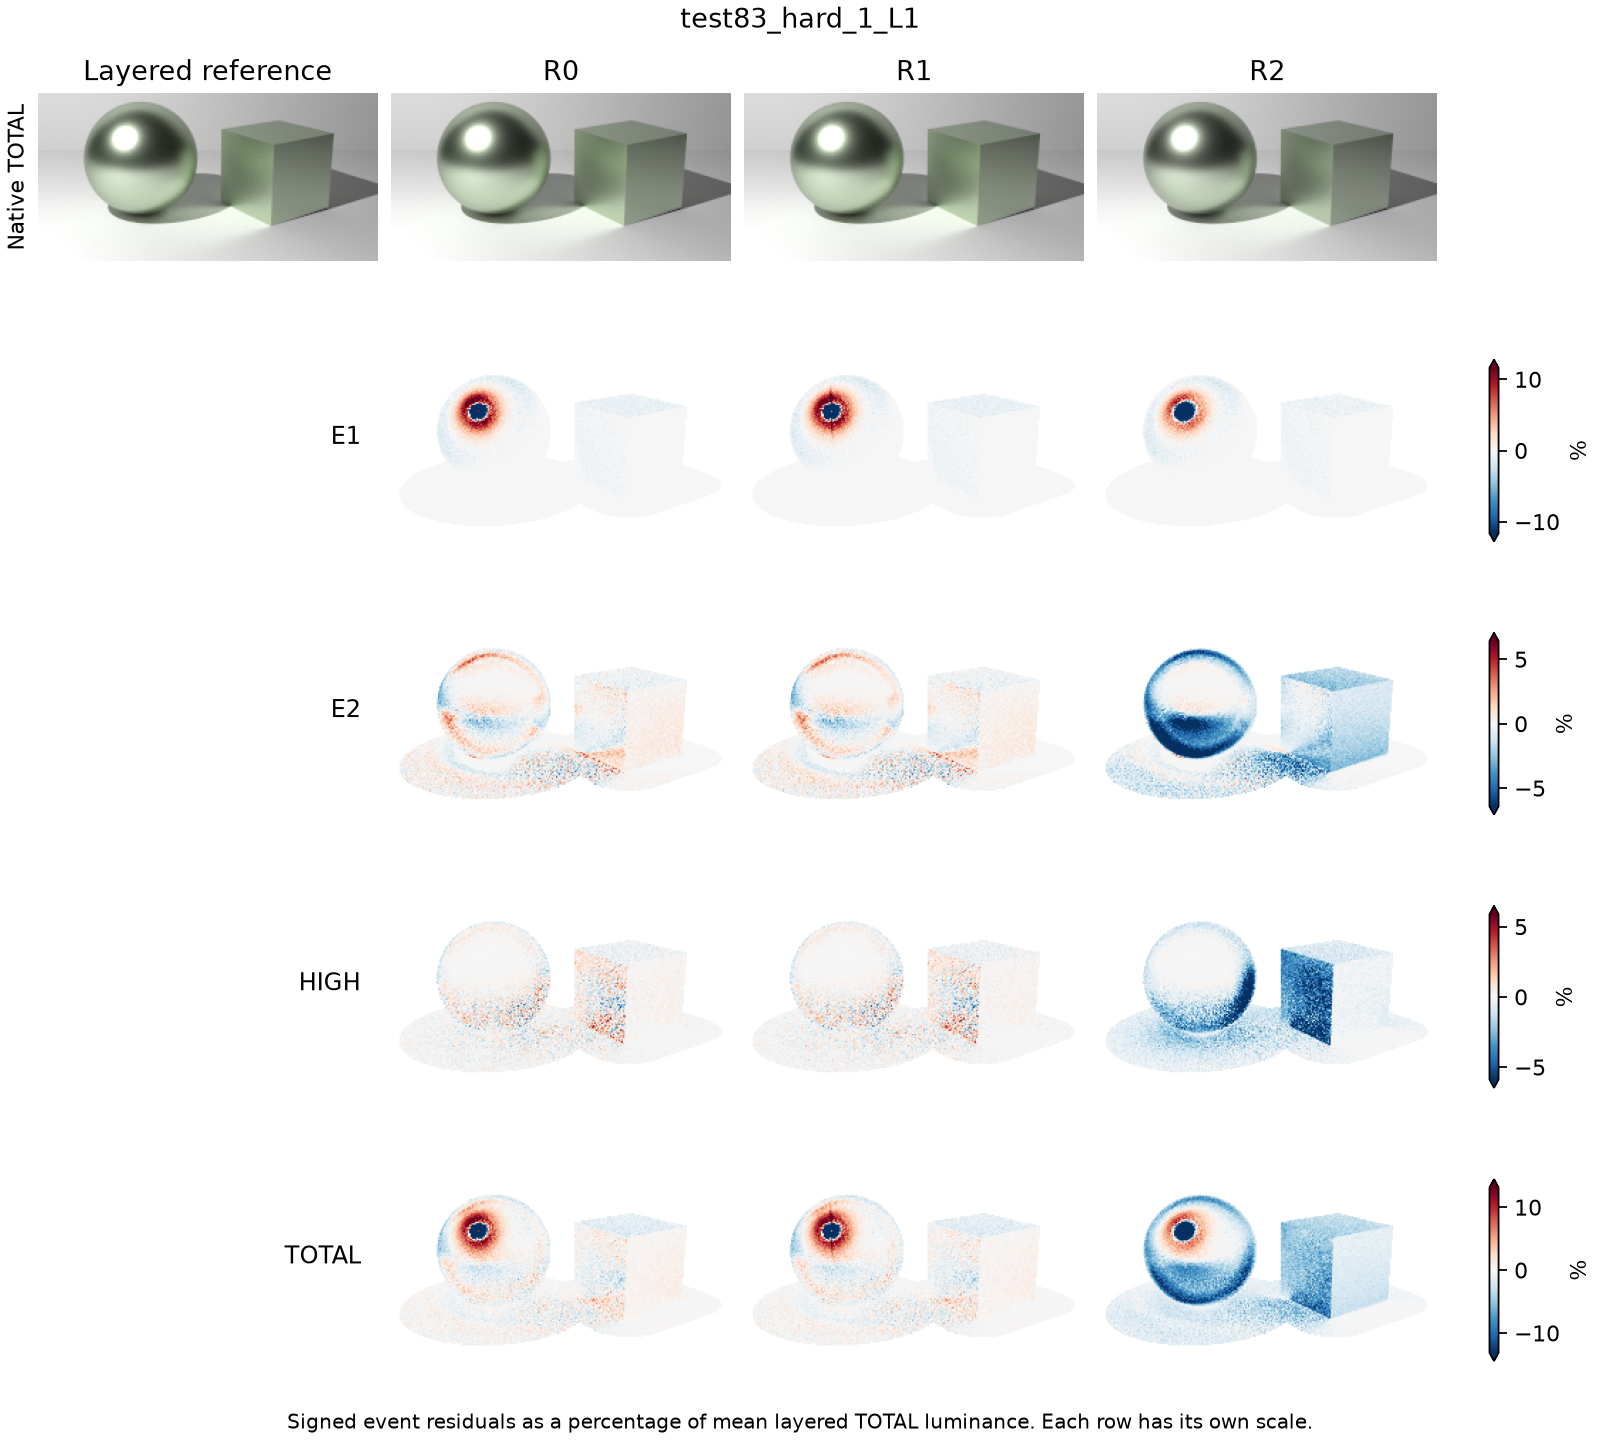 test83_hard_1_L1
Layered reference
R0
R1
R2
Native TOTAL
E1
10
0
−10
%
E2
5
0
−5
%
HIGH
5
0
−5
%
TOTAL
10
0
−10
%
Signed event residuals as a percentage of mean layered TOTAL luminance. Each row has its own scale.